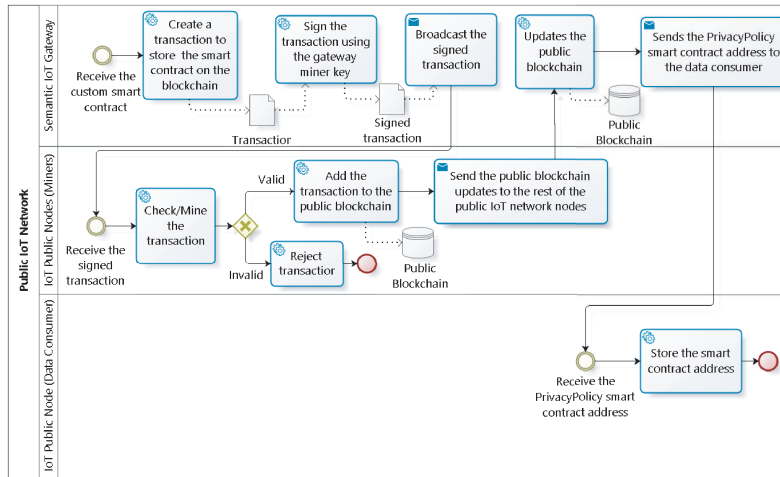 Public IoT Network
Semantic IoT Gateway
Receive the
custom smart
contract
Create a
transaction to
store the smart
contract on the
blockchain
Transaction
Sign the
transaction using
the gateway
miner key
Signed
transaction
Broadcast the
signed
transaction
Updates the
public
blockchain
Public
Blockchain
Sends the PrivacyPolicy
smart contract address to
the data consumer
IoT Public Nodes (Miners)
Receive the
signed
transaction
Check/Mine
the
transaction
Valid
Invalid
Add the
transaction to the
public blockchain
Reject
transactior
Public
Blockchain
Send the public blockchain
updates to the rest of the
public IoT network nodes
IoT Public Node (Data Consumer)
Receive the
PrivacyPolicy smart
contract address
Store the smart
contract address